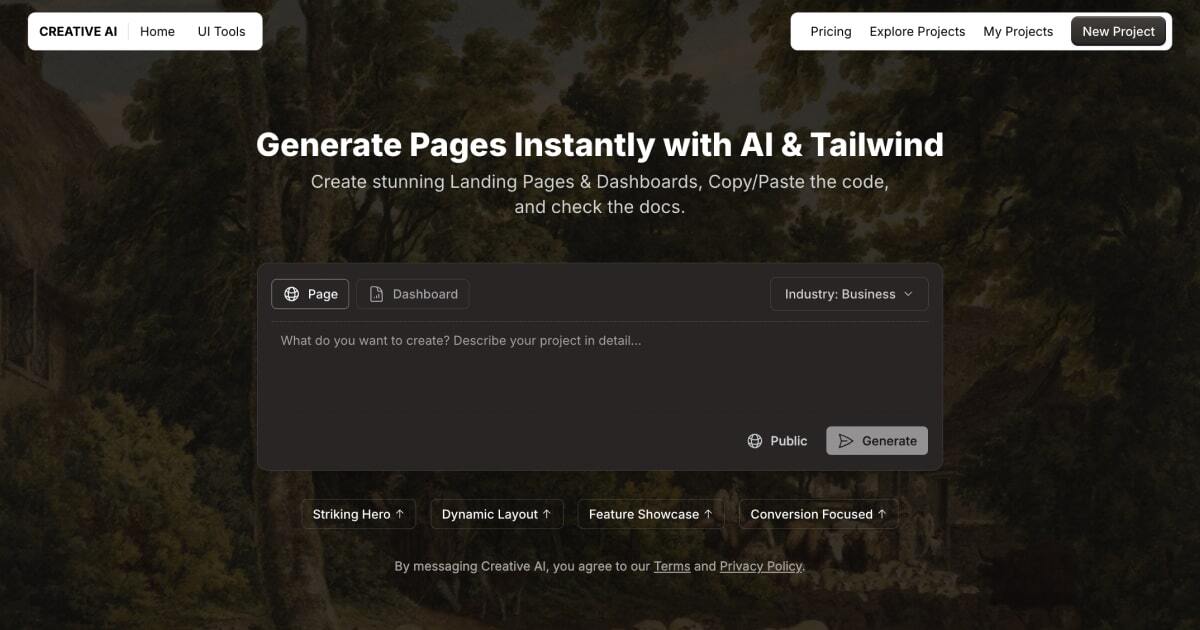 CREATIVE AI Home UI Tools Pricing Explore Projects My Projects New Project
Generate Pages Instantly with AI & Tailwind
Create stunning Landing Pages & Dashboards, Copy/Paste the code,
and check the docs.
Page Dashboard Industry: Business
What do you want to create? Describe your project in detail...
Public Generate
Striking Hero ↑ Dynamic Layout ↑ Feature Showcase ↑ Conversion Focused ↑
By messaging Creative AI, you agree to our Terms and Privacy Policy.